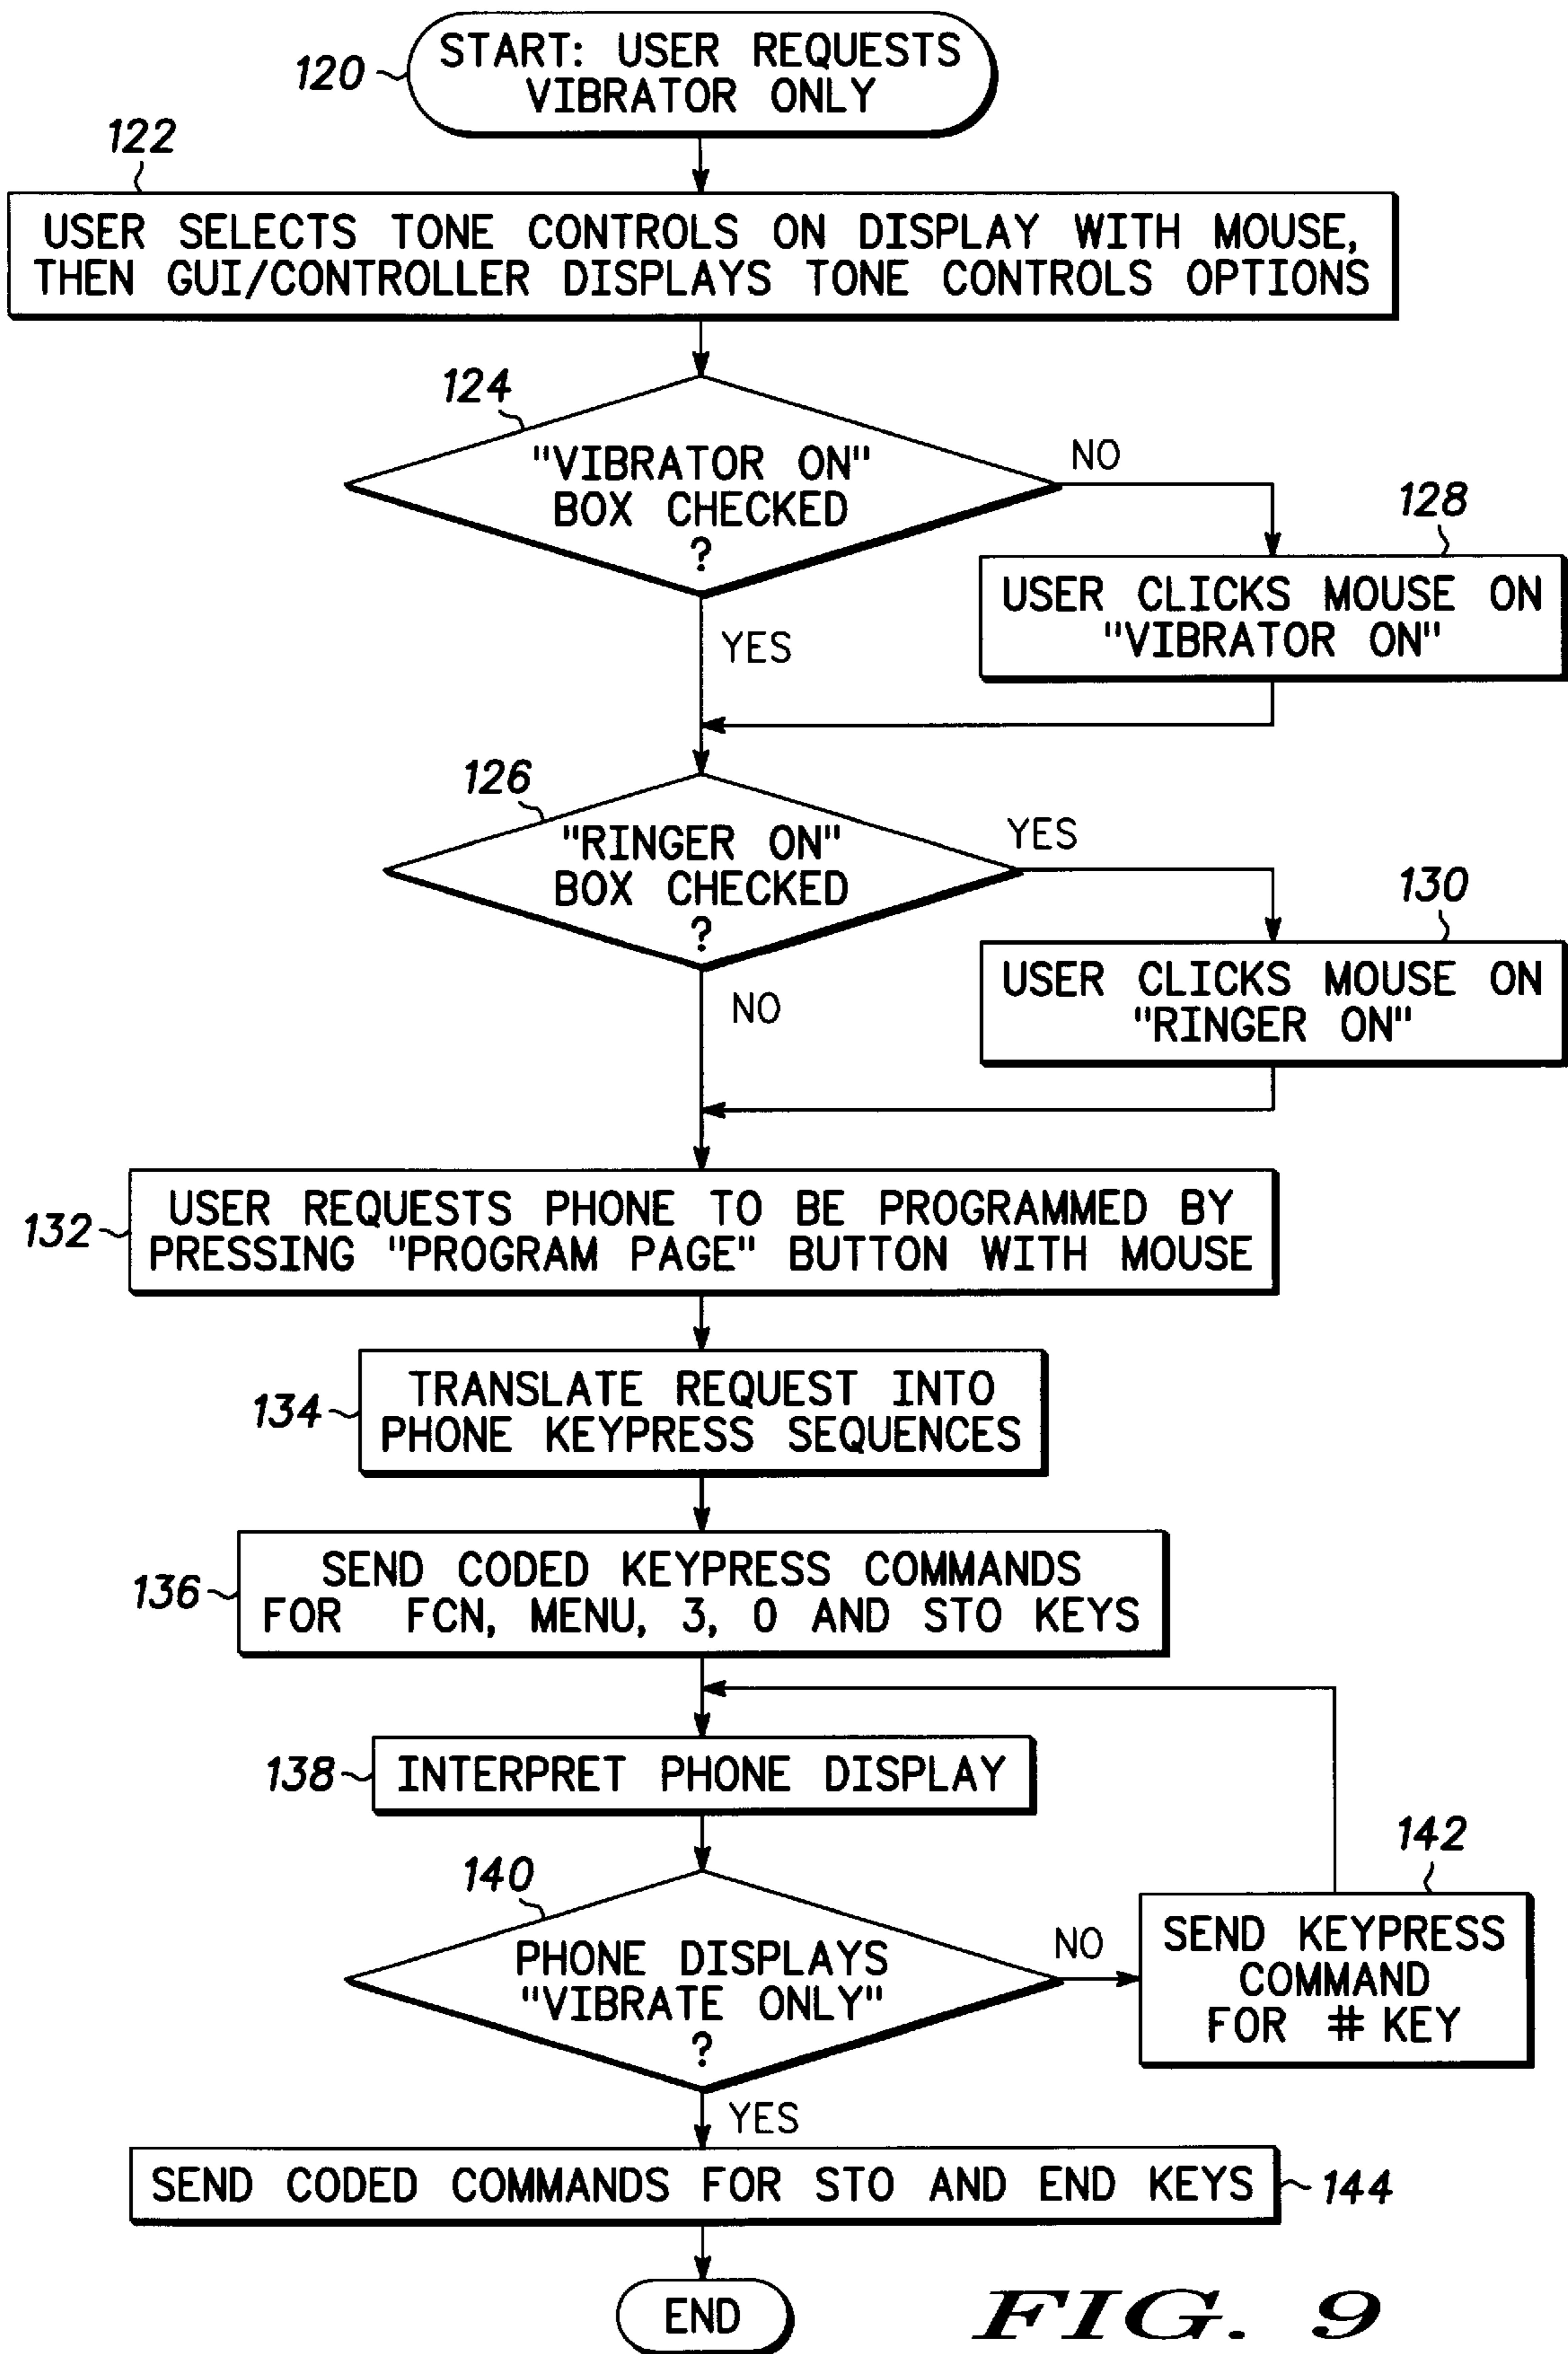 120
START: USER REQUESTS
VIBRATOR ONLY
122
USER SELECTS TONE CONTROLS ON DISPLAY WITH MOUSE,
THEN GUI/CONTROLLER DISPLAYS TONE CONTROLS OPTIONS
124
"VIBRATOR ON"
BOX CHECKED
?
NO
YES
128
USER CLICKS MOUSE ON
"VIBRATOR ON"
126
"RINGER ON"
BOX CHECKED
?
YES
NO
130
USER CLICKS MOUSE ON
"RINGER ON"
132
USER REQUESTS PHONE TO BE PROGRAMMED BY
PRESSING "PROGRAM PAGE" BUTTON WITH MOUSE
134
TRANSLATE REQUEST INTO
PHONE KEYPRESS SEQUENCES
136
SEND CODED KEYPRESS COMMANDS
FOR FCN, MENU, 3, 0 AND STO KEYS
138
INTERPRET PHONE DISPLAY
140
PHONE DISPLAYS
"VIBRATE ONLY"
?
NO
YES
142
SEND KEYPRESS
COMMAND
FOR # KEY
SEND CODED COMMANDS FOR STO AND END KEYS
144
END
FIG. 9